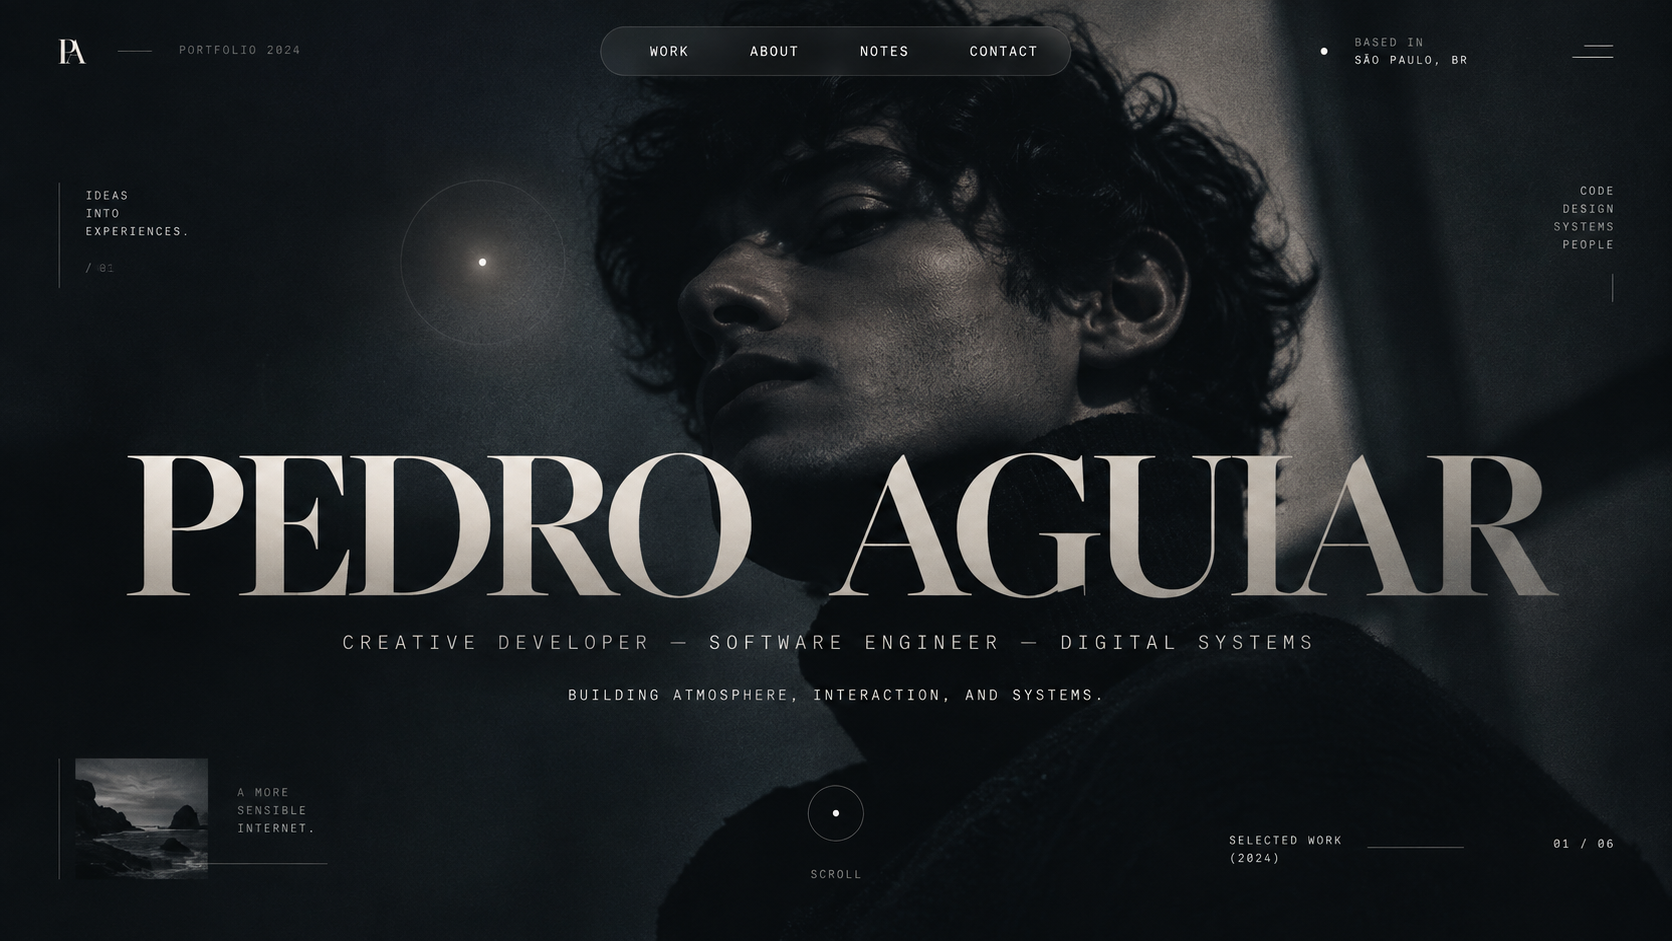 PA
PORTFOLIO 2024
WORK
ABOUT
NOTES
CONTACT
BASED IN
SÃO PAULO, BR
IDEAS
INTO
EXPERIENCES.
/ 01
CODE
DESIGN
SYSTEMS
PEOPLE
PEDRO AGUIAR
CREATIVE DEVELOPER — SOFTWARE ENGINEER — DIGITAL SYSTEMS
BUILDING ATMOSPHERE, INTERACTION, AND SYSTEMS.
A MORE
SENSIBLE
INTERNET.
SCROLL
SELECTED WORK
(2024)
01 / 06